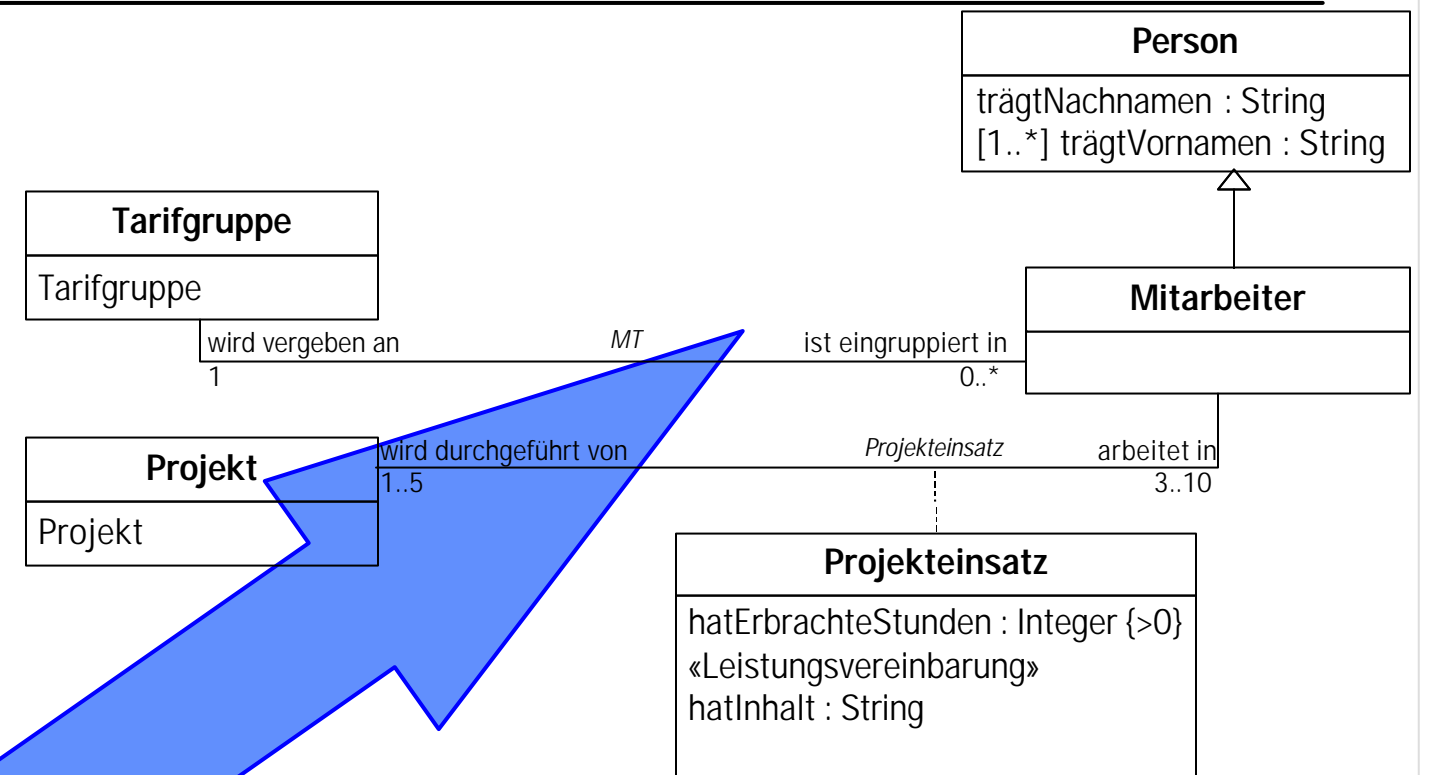 Person
trägtNachnamen : String
[1..*] trägtVornamen : String
Tarifgruppe
Tarifgruppe
Mitarbeiter
wird vergeben an
MT
ist eingruppiert in
1
0..*
Projekt
Projekt
wird durchgeführt von
Projekteinsatz
arbeitet in
1..5
3..10
Projekteinsatz
hatErbrachteStunden : Integer {>0}
«Leistungsvereinbarung»
hatInhalt : String